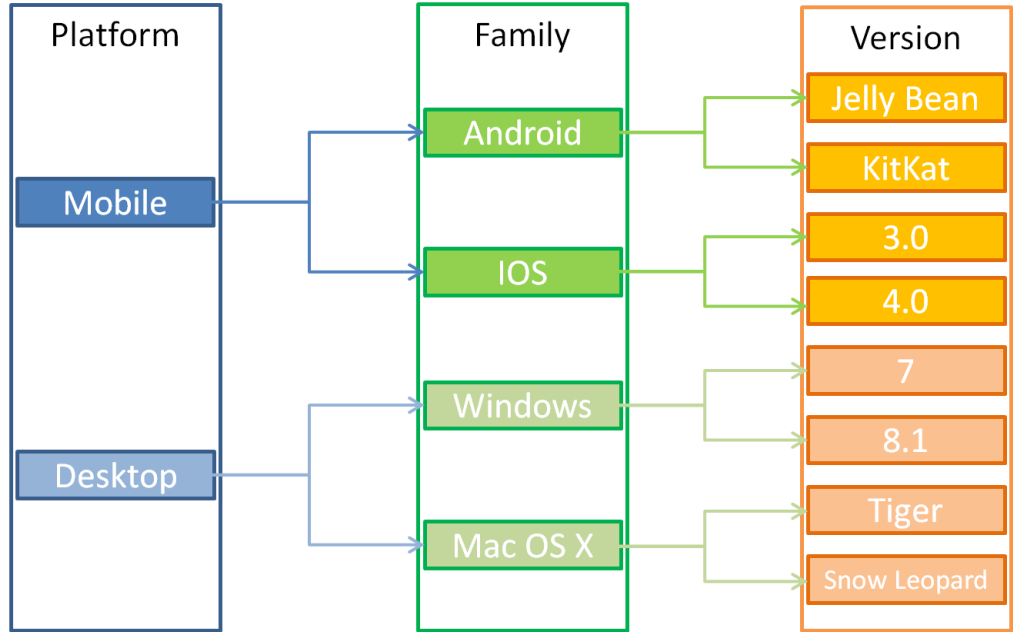 Platform
Mobile
Desktop
Family
Android
IOS
Windows
Mac OS X
Version
Jelly Bean
KitKat
3.0
4.0
7
8.1
Tiger
Snow Leopard